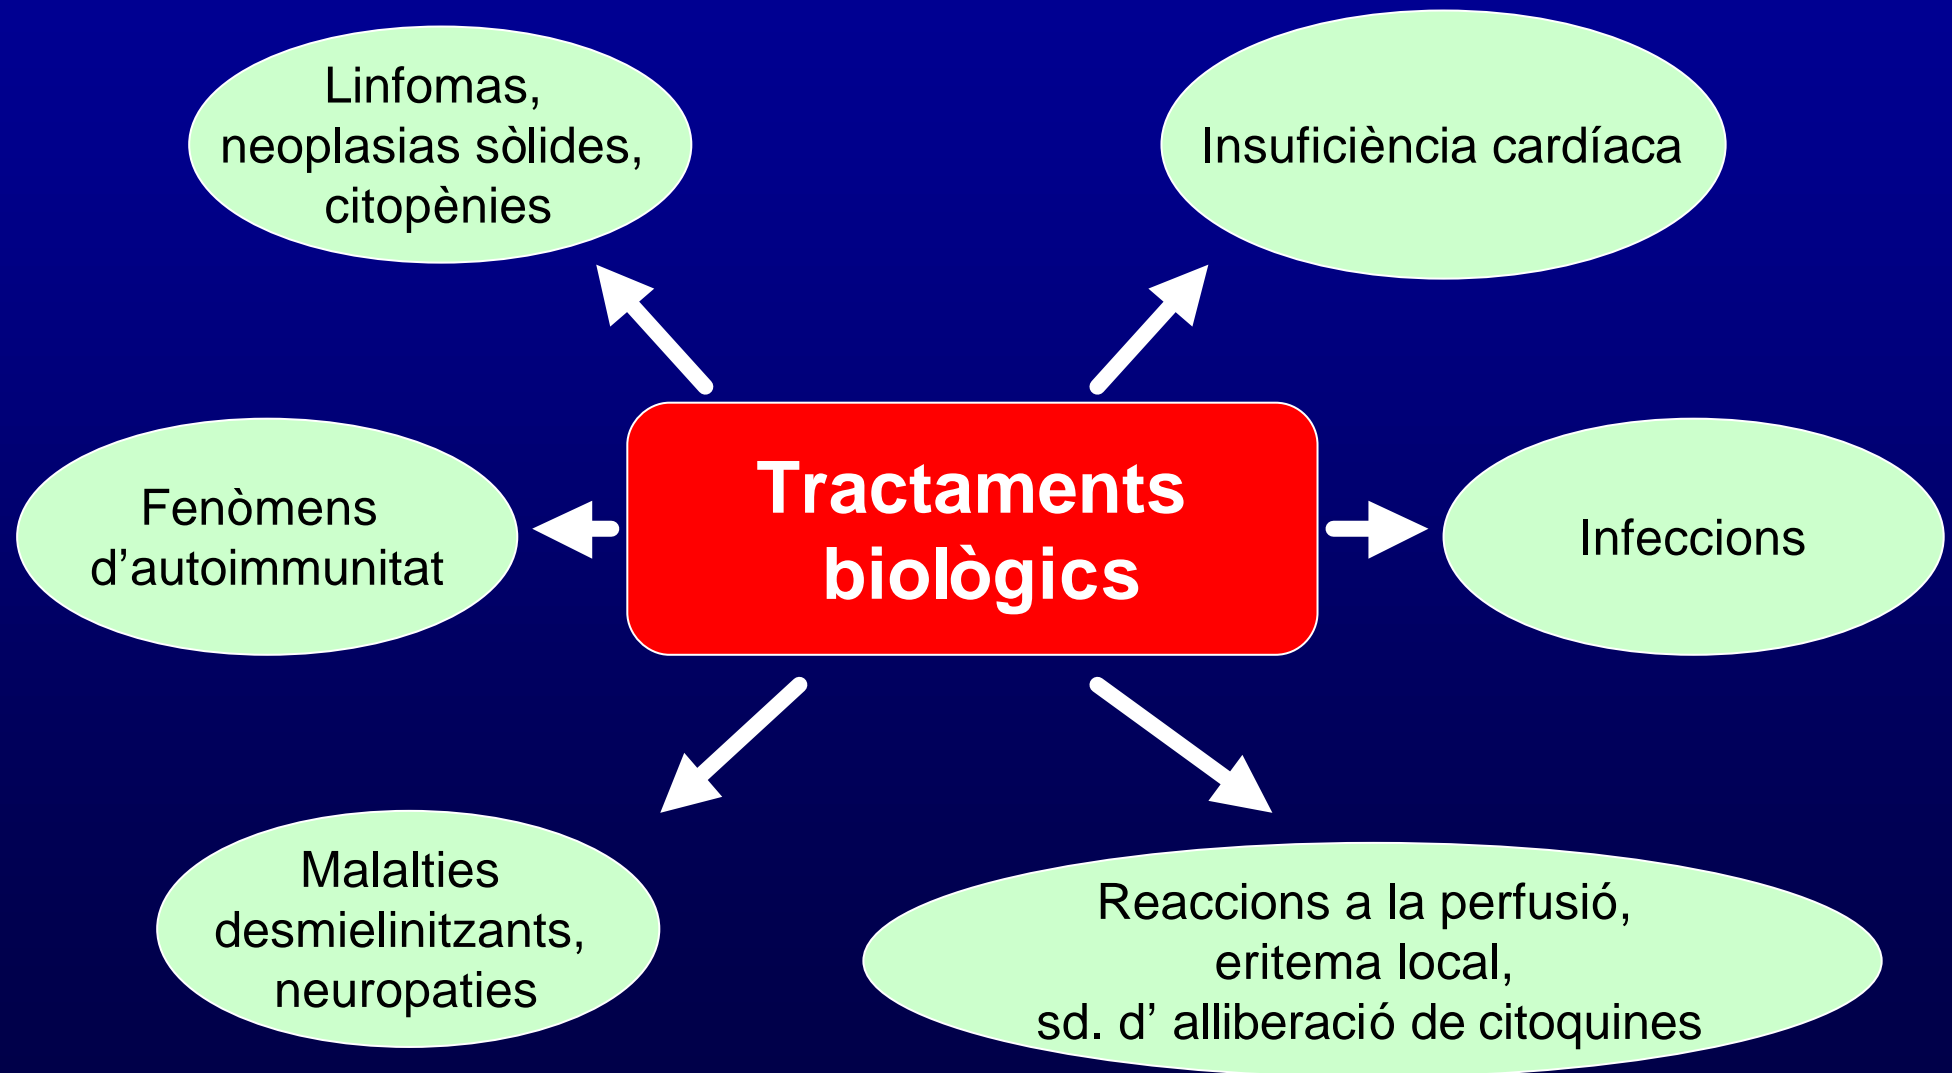 Linfomas,
neoplasias sòlides,
citopènies
Insuficiència cardíaca
Tractaments
biològics
Fenòmens
d’autoimmunitat
Infeccions
Malalties
desmielinitzants,
neuropaties
Reaccions a la perfusió,
eritema local,
sd. d’ alliberació de citoquines